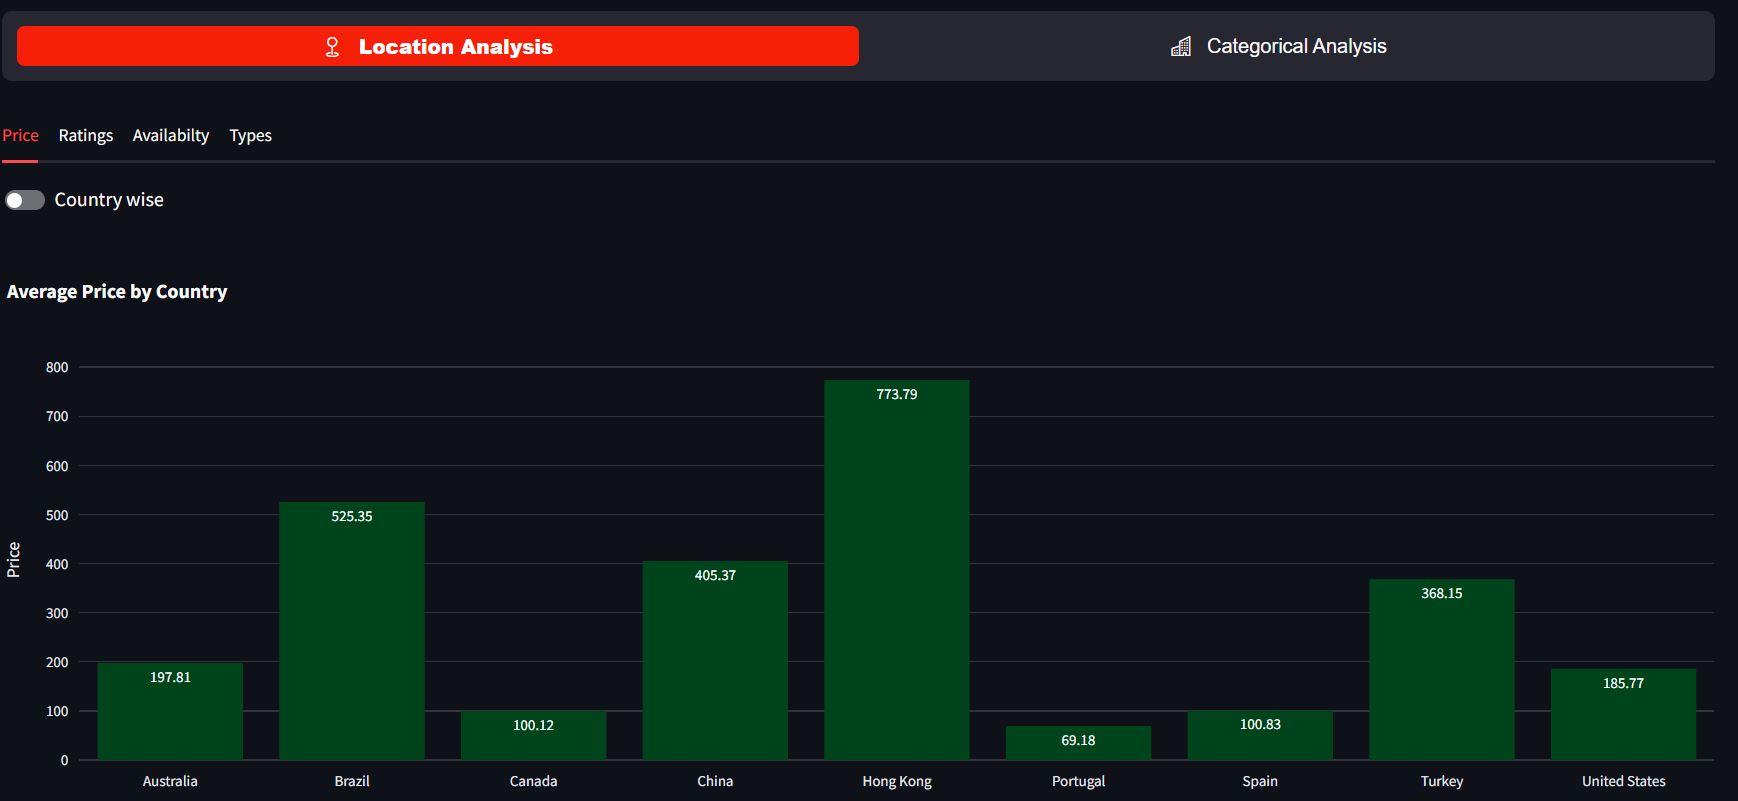 Location Analysis
Categorical Analysis
Price Ratings Availabilty Types
Country wise
Average Price by Country
Price
800
700
600
500
400
300
200
100
0
197.81
525.35
100.12
405.37
773.79
69.18
100.83
368.15
185.77
Australia Brazil Canada China Hong Kong Portugal Spain Turkey United States